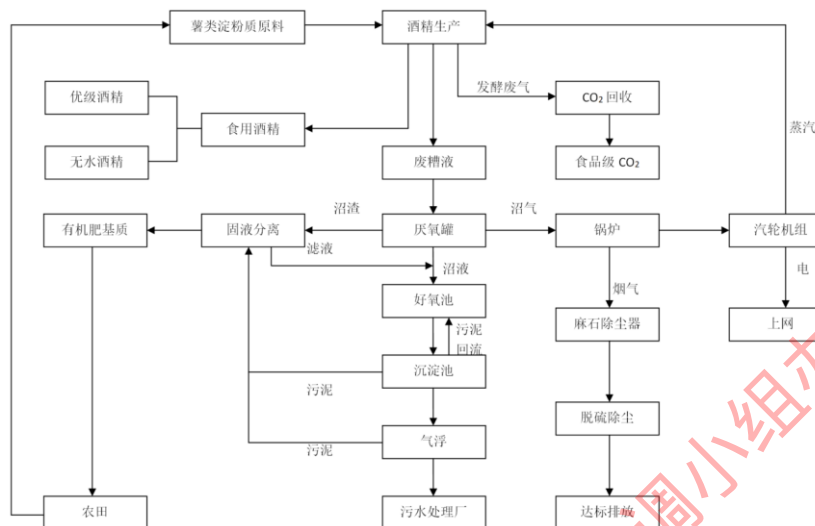 薯类淀粉质原料
酒精生产
发酵废气
优级酒精
CO₂回收
食用酒精
蒸汽
无水酒精
废糟液
食品级 CO₂
沼渣
沼气
有机肥基质
固液分离
厌氧罐
锅炉
汽轮机组
滤液
沼液
电
烟气
好氧池
污泥
回流
麻石除尘器
上网
沉淀池
污泥
脱硫除尘
气浮
污泥
农田
污水处理厂
达标排放
调小组办